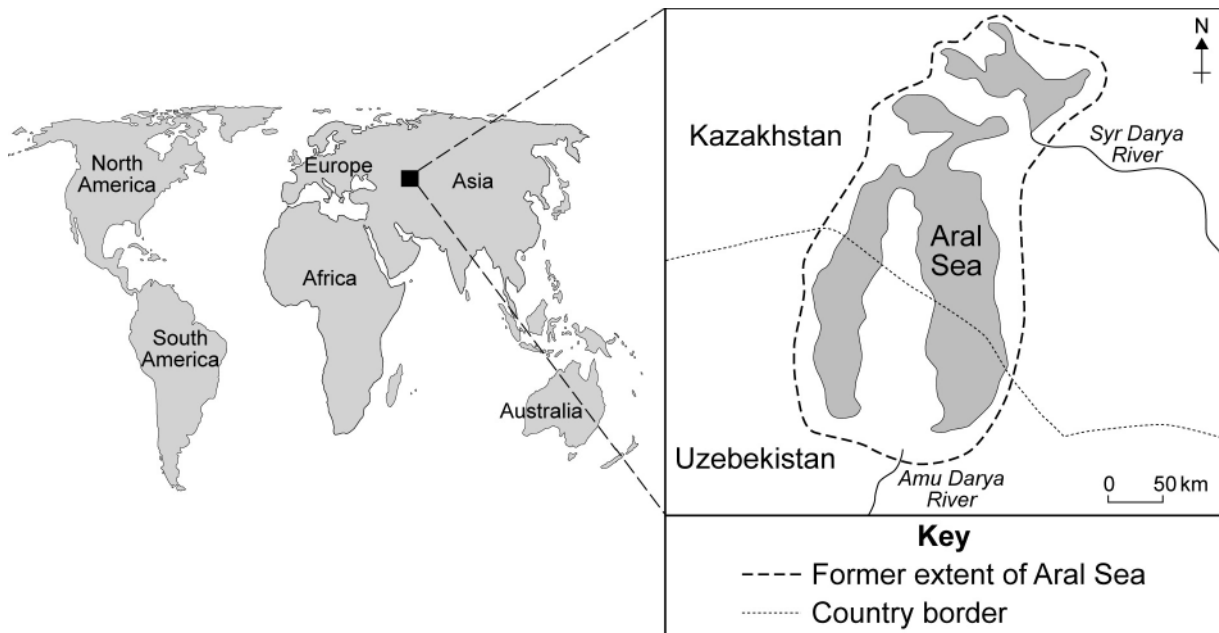 North
America
Europe
Asia
Africa
South
America
Australia
N
Kazakhstan
Syr Darya
River
Aral
Sea
Uzebekistan
Amu Darya
River
0 50 km
Key
Former extent of Aral Sea
Country border